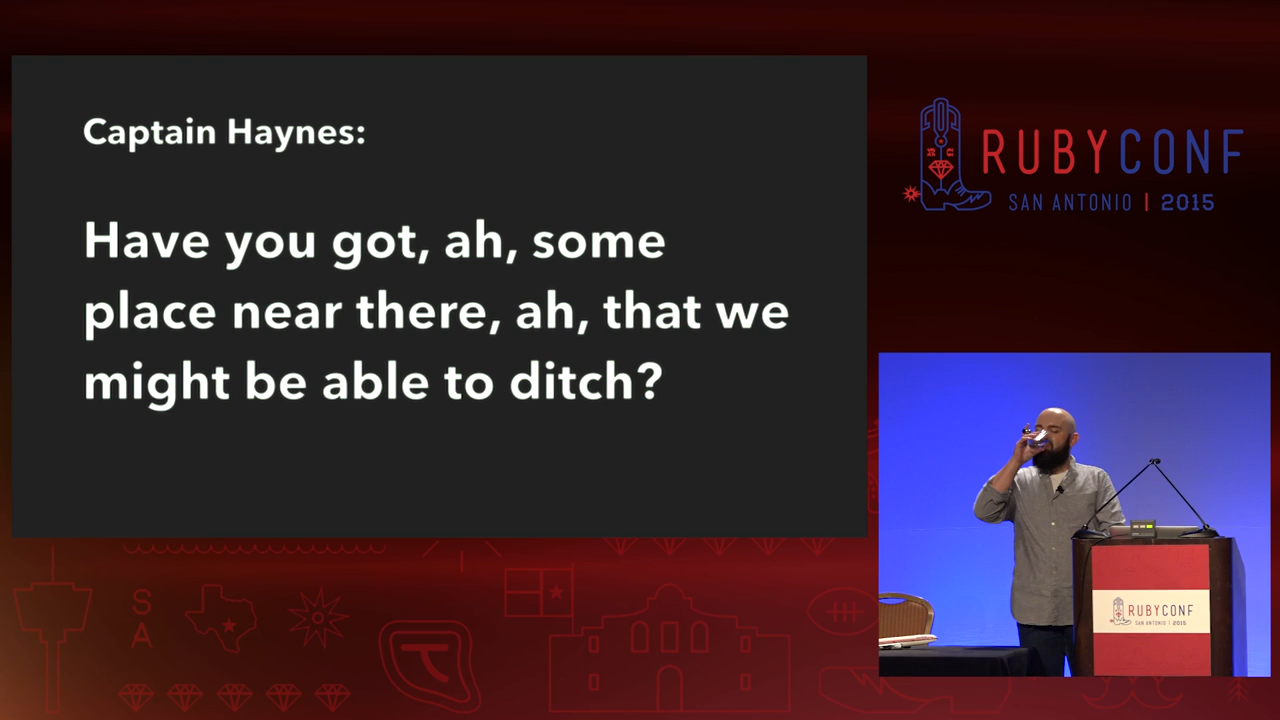 Captain Haynes:
Have you got, ah, some
place near there, ah, that we
might be able to ditch?
RUBYCONF
SAN ANTONIO | 2015
S
A
RUBYCONF
SAN ANTONIO | 2015